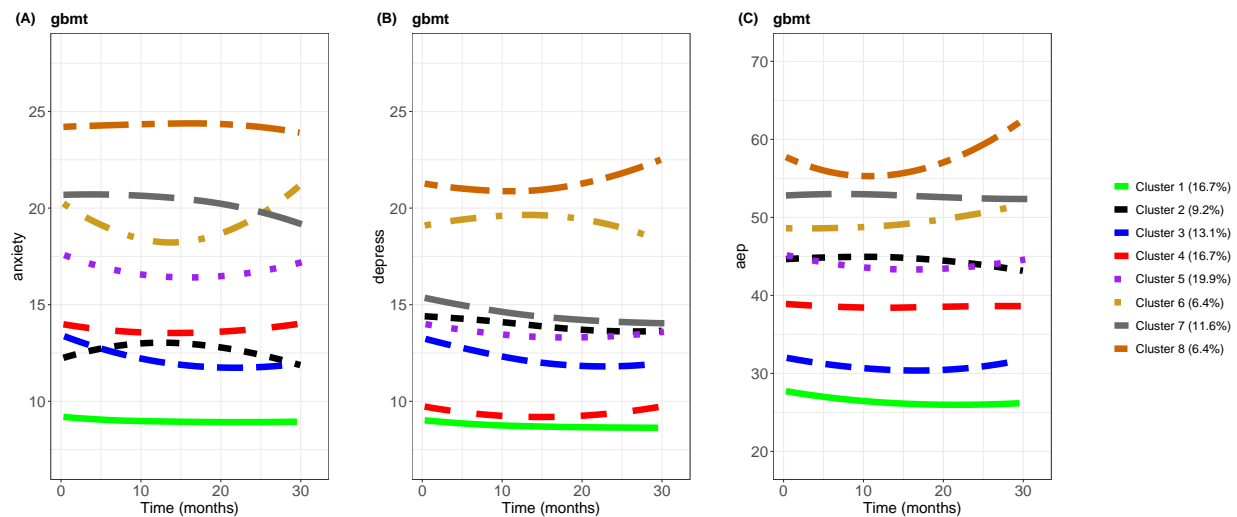 (A) gbmt
25
20
15
10
anxiety
0 10 20 30
Time (months)
(B) gbmt
25
20
15
10
depress
0 10 20 30
Time (months)
(C) gbmt
70
60
50
40
30
20
aep
0 10 20 30
Time (months)
Cluster 1 (16.7%)
Cluster 2 (9.2%)
Cluster 3 (13.1%)
Cluster 4 (16.7%)
Cluster 5 (19.9%)
Cluster 6 (6.4%)
Cluster 7 (11.6%)
Cluster 8 (6.4%)